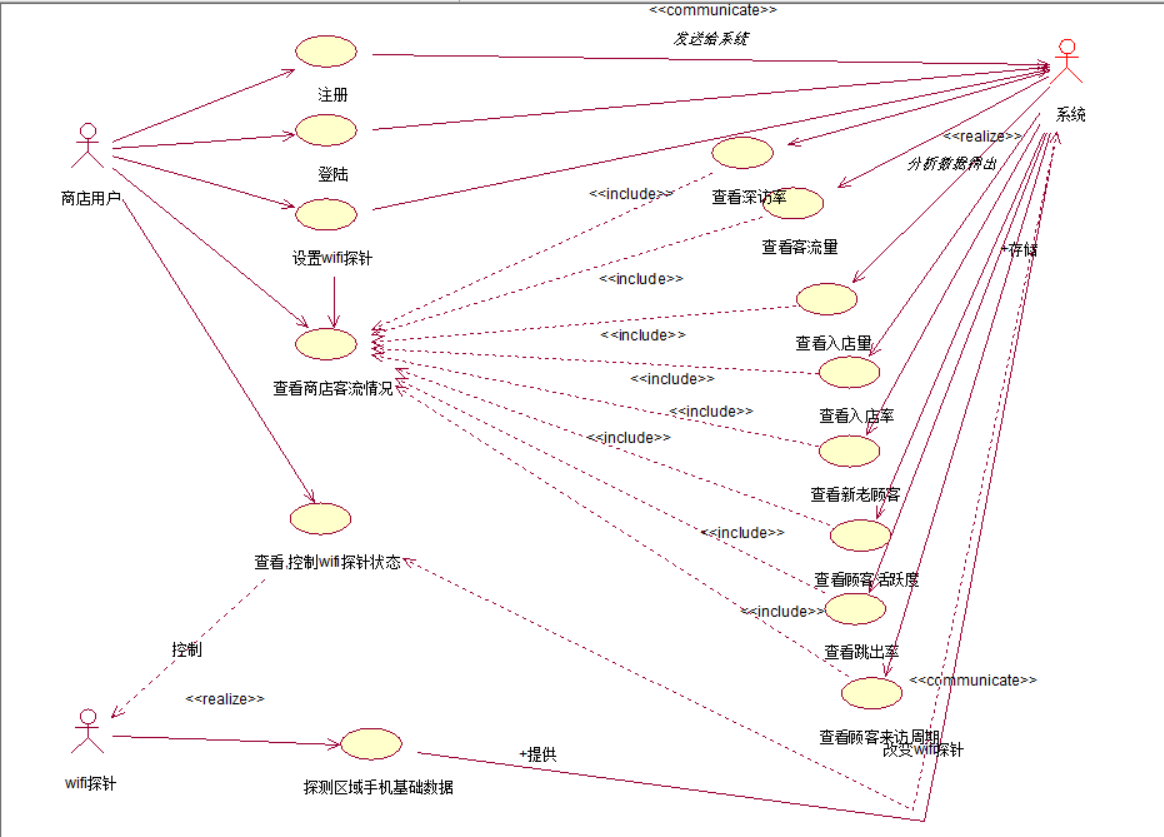 <<communicate>>
发送给系统
注册
系统
<<realize>>
分析数据得出
登陆
商店用户
<<include>>
查看深访率
查看客流量
+存储
设置wifi探针
<<include>>
<<include>>
查看入店量
<<include>>
查看商店客流情况
<<include>>
查看入店率
<<include>>
查看新老顾客
<<include>>
查看,控制wifi探针状态
查看顾客活跃度
<<include>>
控制
查看跳出率
<<communicate>>
<<realize>>
查看顾客来访周期
改变wifi探针
+提供
wifi探针
探测区域手机基础数据